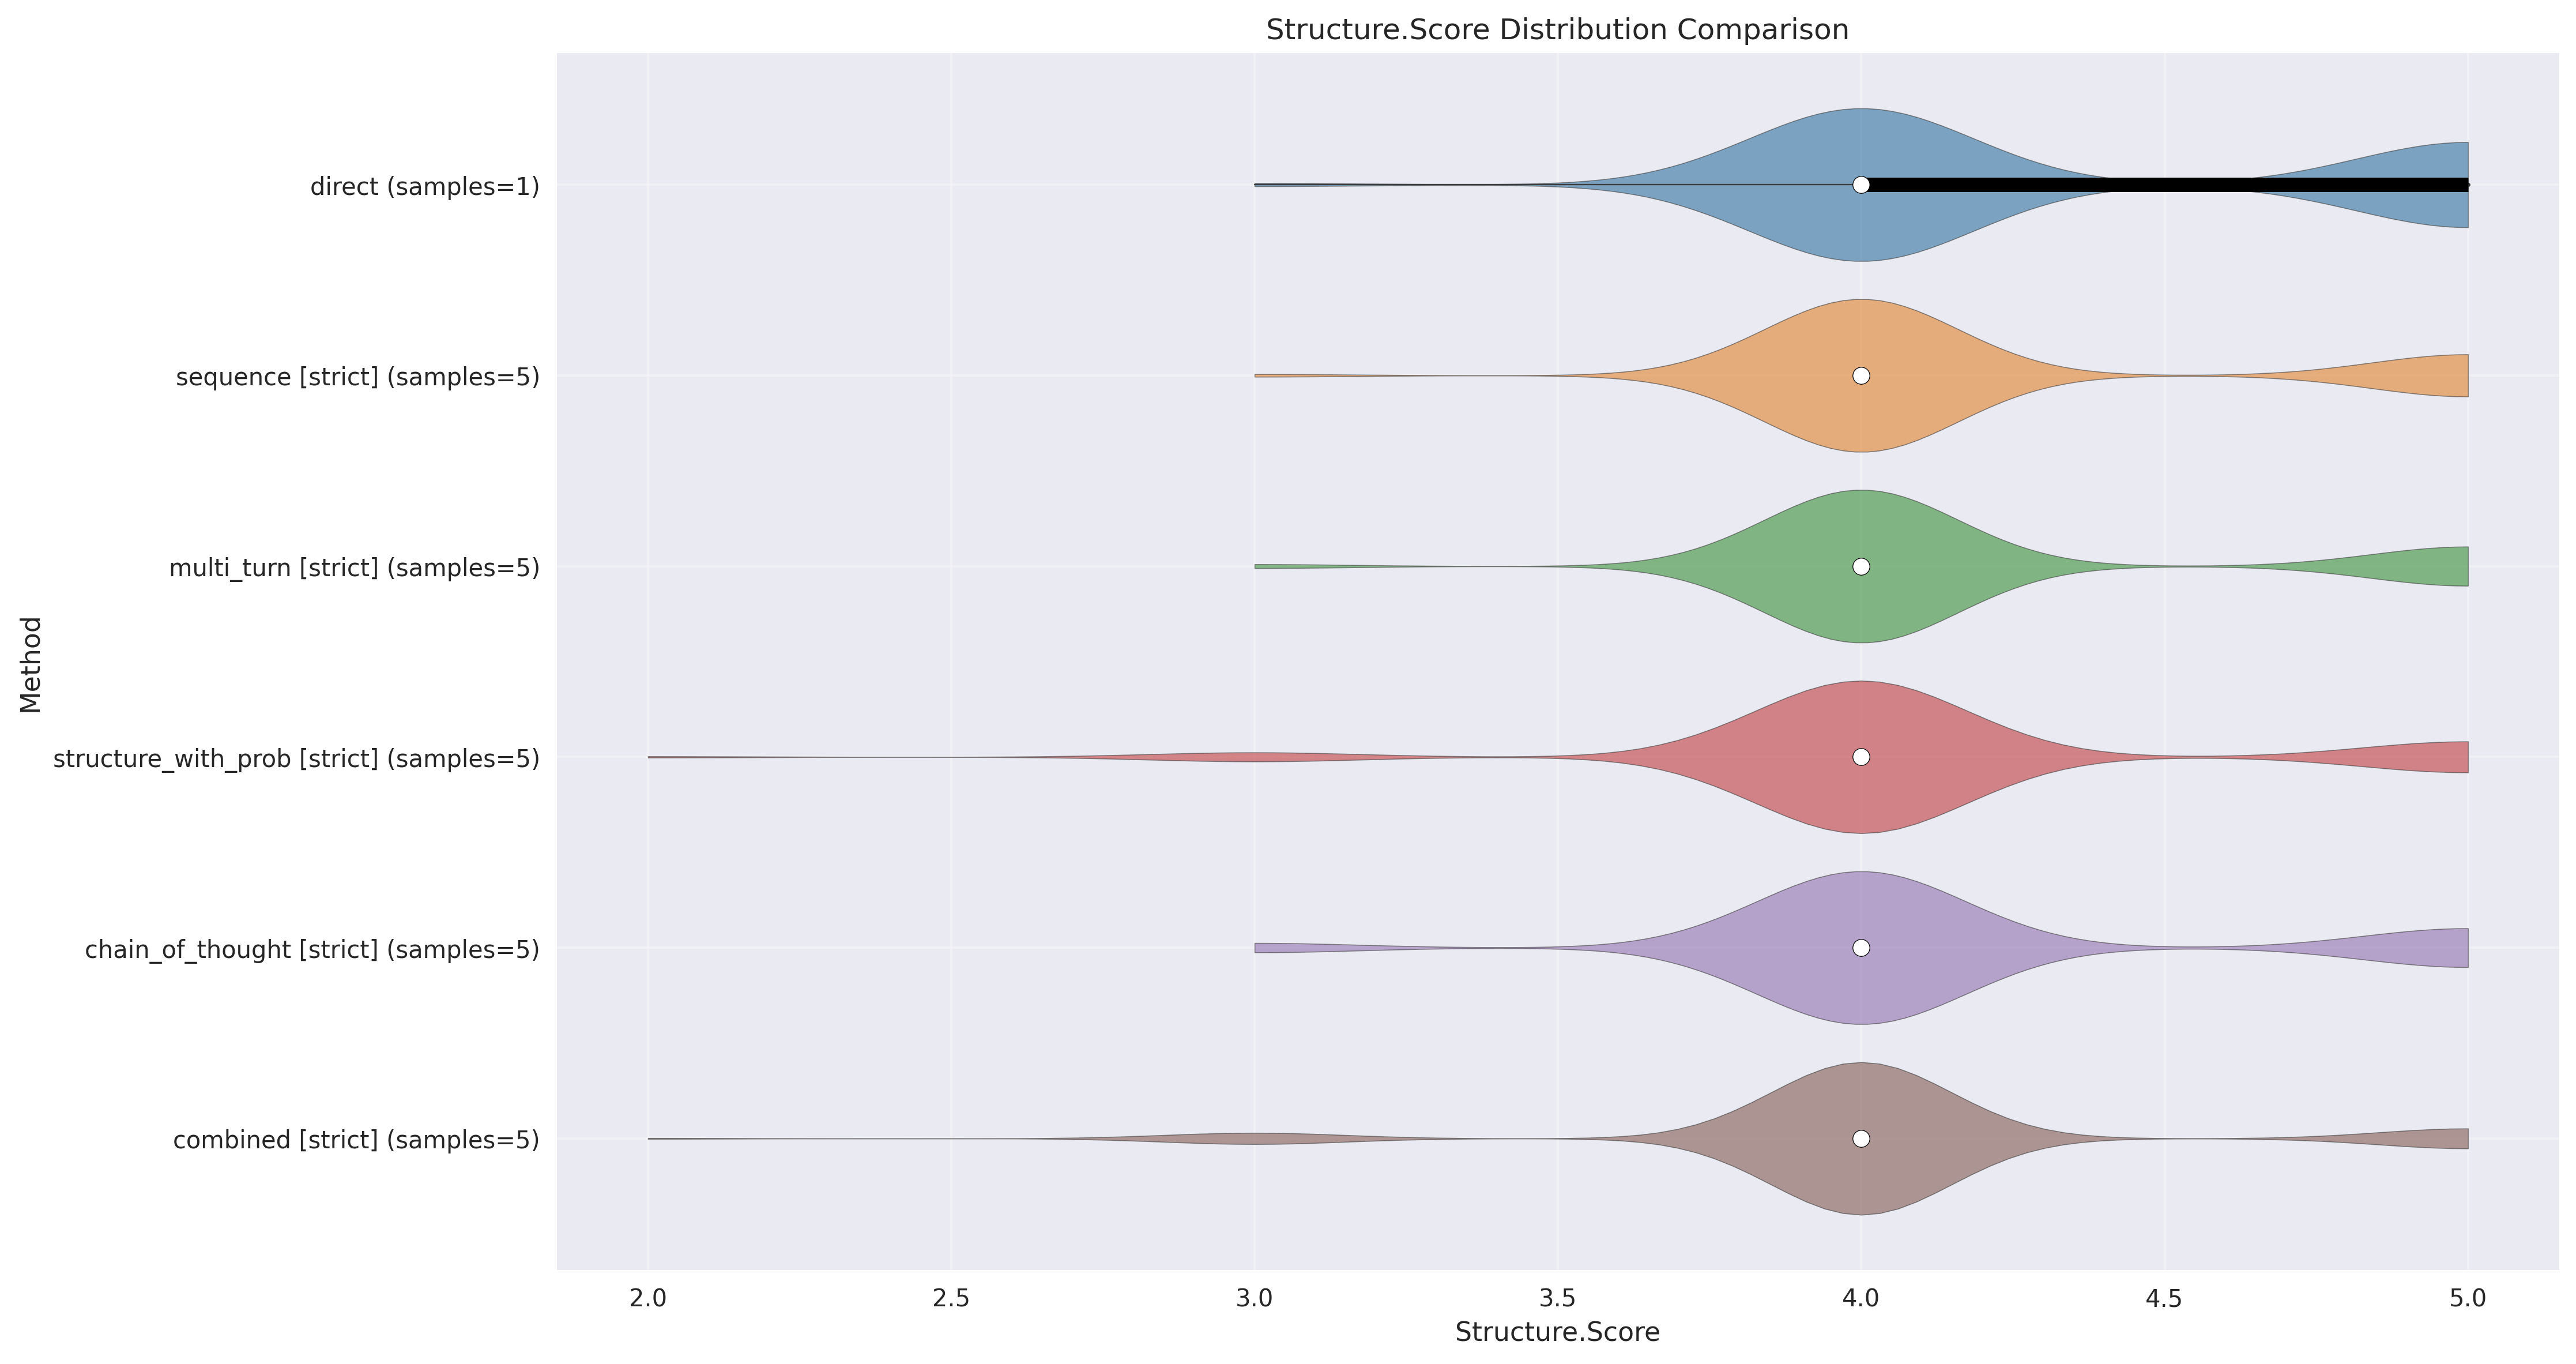 Structure.Score Distribution Comparison
Method
direct (samples=1)
sequence [strict] (samples=5)
multi_turn [strict] (samples=5)
structure_with_prob [strict] (samples=5)
chain_of_thought [strict] (samples=5)
combined [strict] (samples=5)
2.0 2.5 3.0 3.5 4.0 4.5 5.0
Structure.Score